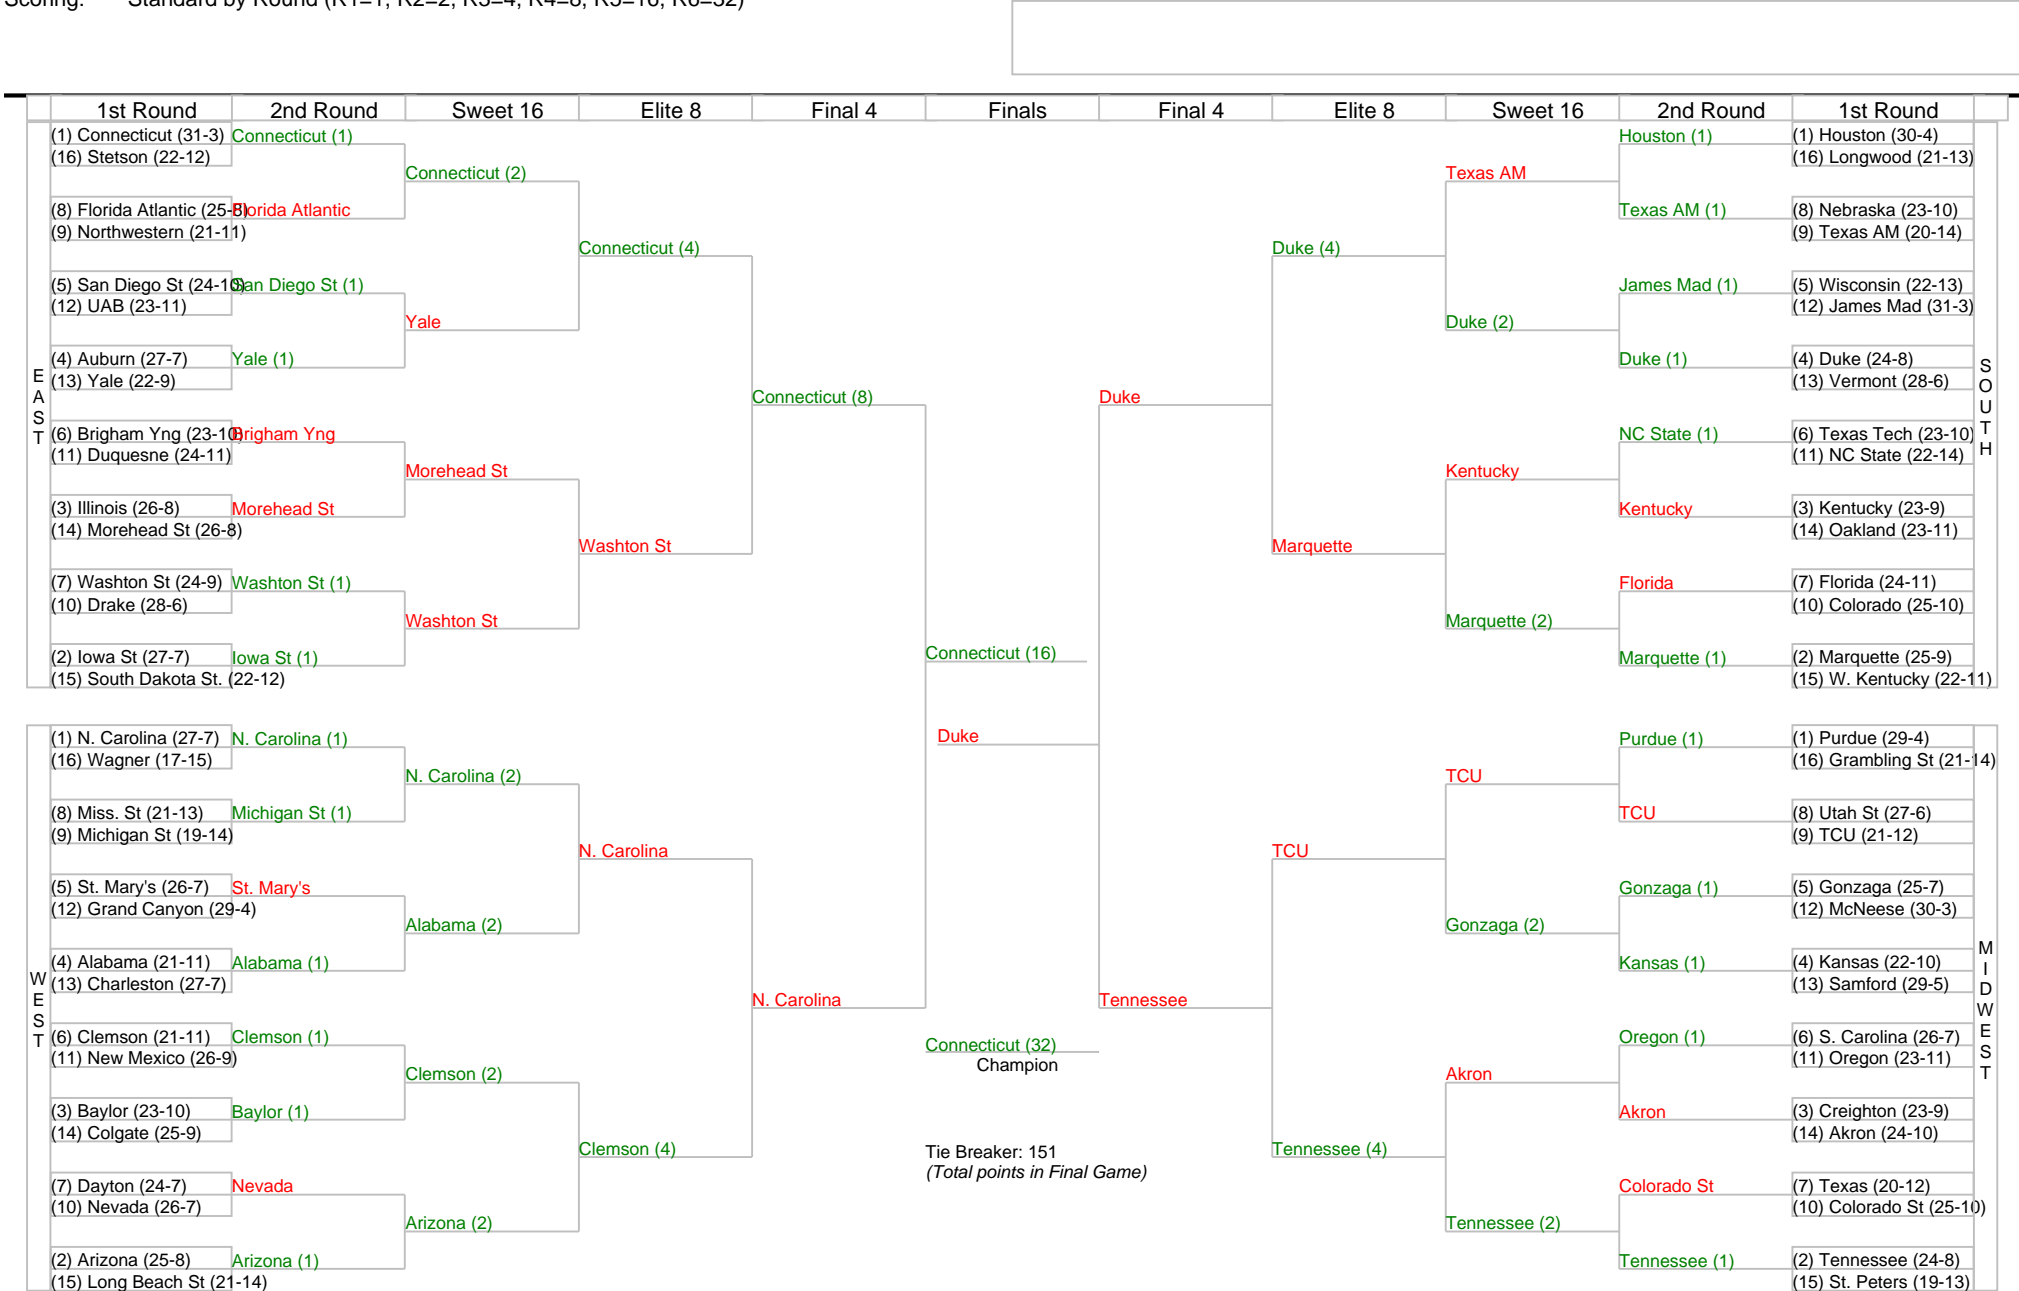 Scoring: Standard by Round (R1=1, R2=2, R3=4, R4=8, R5=16, R6=32)
1st Round 2nd Round Sweet 16 Elite 8 Final 4 Finals Final 4 Elite 8 Sweet 16 2nd Round 1st Round
EAST
(1) Connecticut (31-3)
(16) Stetson (22-12)
(8) Florida Atlantic (25-8)
(9) Northwestern (21-11)
(5) San Diego St (24-10)
(12) UAB (23-11)
(4) Auburn (27-7)
(13) Yale (22-9)
(6) Brigham Yng (23-10)
(11) Duquesne (24-11)
(3) Illinois (26-8)
(14) Morehead St (26-8)
(7) Washton St (24-9)
(10) Drake (28-6)
(2) Iowa St (27-7)
(15) South Dakota St. (22-12)
Connecticut (1)
Florida Atlantic
San Diego St (1)
Yale (1)
Brigham Yng
Morehead St
Washton St (1)
Iowa St (1)
Connecticut (2)
Yale
Morehead St
Washton St
Connecticut (4)
Washton St
Connecticut (8)
WEST
(1) N. Carolina (27-7)
(16) Wagner (17-15)
(8) Miss. St (21-13)
(9) Michigan St (19-14)
(5) St. Mary's (26-7)
(12) Grand Canyon (29-4)
(4) Alabama (21-11)
(13) Charleston (27-7)
(6) Clemson (21-11)
(11) New Mexico (26-9)
(3) Baylor (23-10)
(14) Colgate (25-9)
(7) Dayton (24-7)
(10) Nevada (26-7)
(2) Arizona (25-8)
(15) Long Beach St (21-14)
N. Carolina (1)
Michigan St (1)
St. Mary's
Alabama (1)
Clemson (1)
Baylor (1)
Nevada
Arizona (1)
N. Carolina (2)
Alabama (2)
Clemson (2)
Arizona (2)
N. Carolina
Clemson (4)
N. Carolina
Connecticut (16)
Duke
Connecticut (32)
Champion
Tie Breaker: 151
(Total points in Final Game)
Duke
Tennessee
Duke (4)
Marquette
Texas AM
Duke (2)
Kentucky
Marquette (2)
Houston (1)
Texas AM (1)
James Mad (1)
Duke (1)
NC State (1)
Kentucky
Florida
Marquette (1)
(1) Houston (30-4)
(16) Longwood (21-13)
(8) Nebraska (23-10)
(9) Texas AM (20-14)
(5) Wisconsin (22-13)
(12) James Mad (31-3)
(4) Duke (24-8)
(13) Vermont (28-6)
(6) Texas Tech (23-10)
(11) NC State (22-14)
(3) Kentucky (23-9)
(14) Oakland (23-11)
(7) Florida (24-11)
(10) Colorado (25-10)
(2) Marquette (25-9)
(15) W. Kentucky (22-11)
SOUTH
TCU
Tennessee (4)
TCU
Gonzaga (2)
Akron
Tennessee (2)
Purdue (1)
TCU
Gonzaga (1)
Kansas (1)
Oregon (1)
Akron
Colorado St
Tennessee (1)
(1) Purdue (29-4)
(16) Grambling St (21-14)
(8) Utah St (27-6)
(9) TCU (21-12)
(5) Gonzaga (25-7)
(12) McNeese (30-3)
(4) Kansas (22-10)
(13) Samford (29-5)
(6) S. Carolina (26-7)
(11) Oregon (23-11)
(3) Creighton (23-9)
(14) Akron (24-10)
(7) Texas (20-12)
(10) Colorado St (25-10)
(2) Tennessee (24-8)
(15) St. Peters (19-13)
MIDWEST